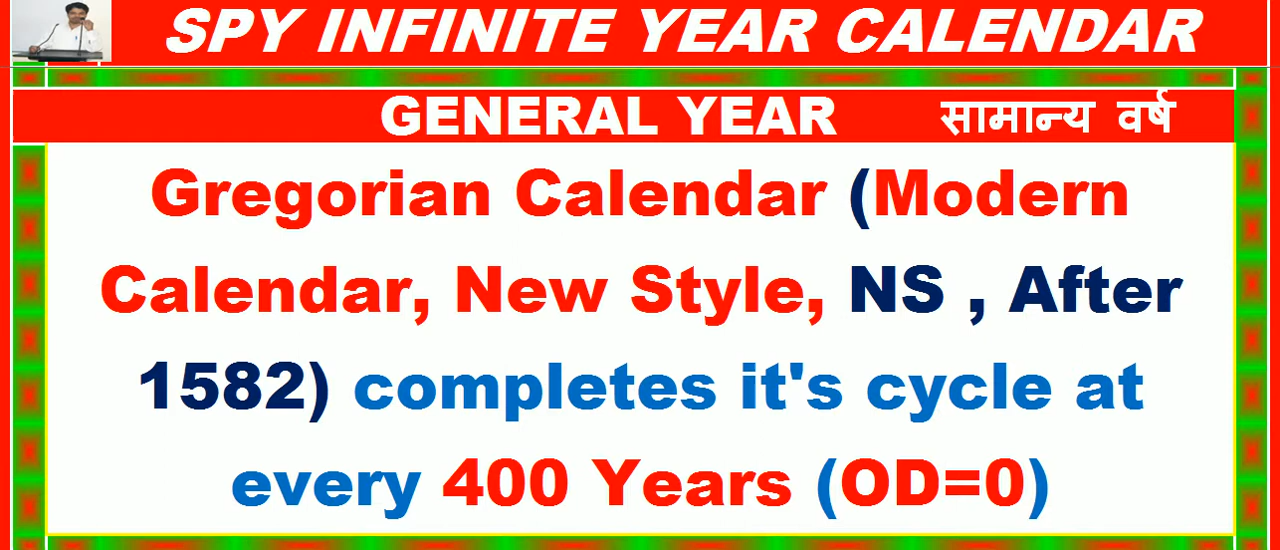 SPY INFINITE YEAR CALENDAR
GENERAL YEAR सामान्य वर्ष
Gregorian Calendar (Modern
Calendar, New Style, NS , After
1582) completes it's cycle at
every 400 Years (OD=0)